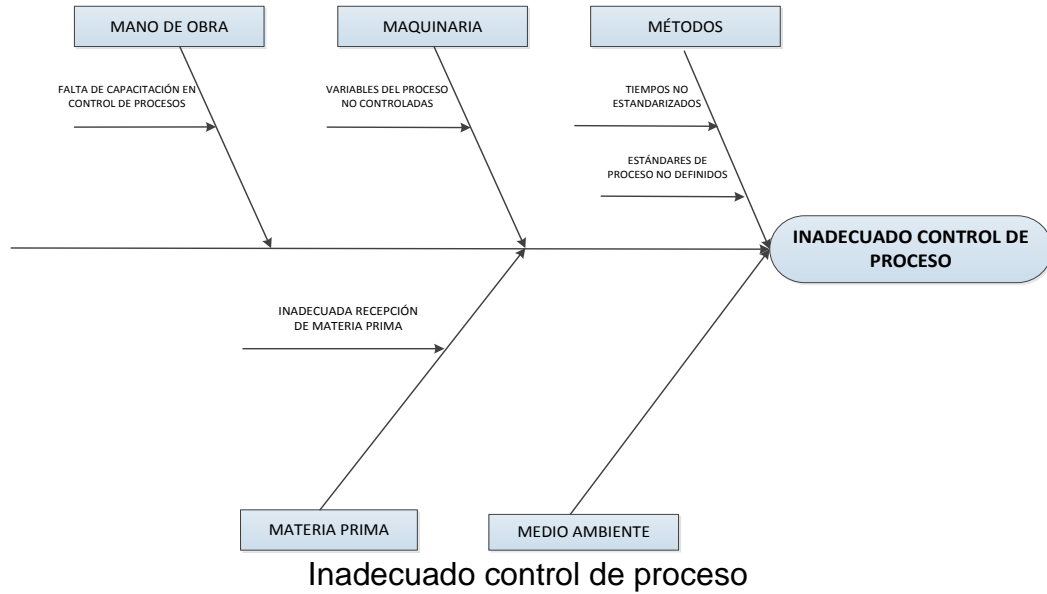 MANO DE OBRA
MAQUINARIA
MÉTODOS
FALTA DE CAPACITACIÓN EN
CONTROL DE PROCESOS
VARIABLES DEL PROCESO
NO CONTROLADAS
TIEMPOS NO
ESTANDARIZADOS
ESTÁNDARES DE
PROCESO NO DEFINIDOS
INADECUADO CONTROL DE
PROCESO
INADECUADA RECEPCIÓN
DE MATERIA PRIMA
MATERIA PRIMA
MEDIO AMBIENTE
Inadecuado control de proceso